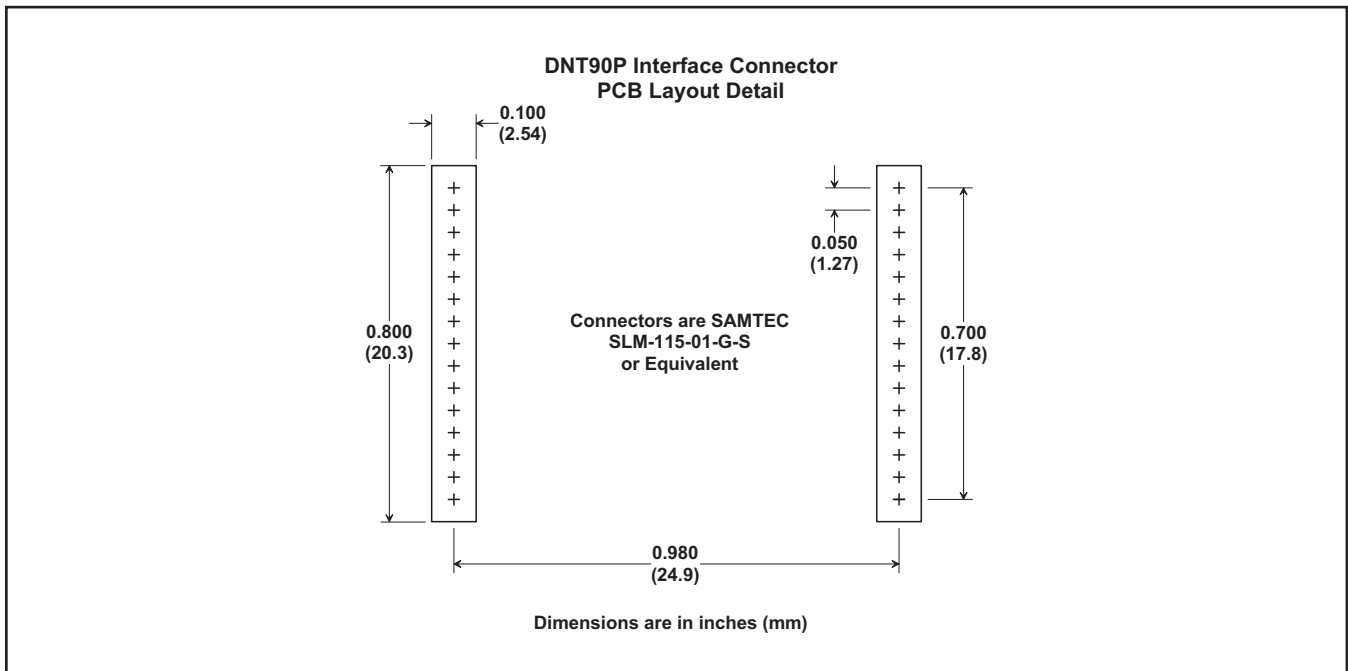 DNT90P Interface Connector
PCB Layout Detail
0.100
(2.54)
0.050
(1.27)
0.800
(20.3)
Connectors are SAMTEC
SLM-115-01-G-S
or Equivalent
0.700
(17.8)
0.980
(24.9)
Dimensions are in inches (mm)